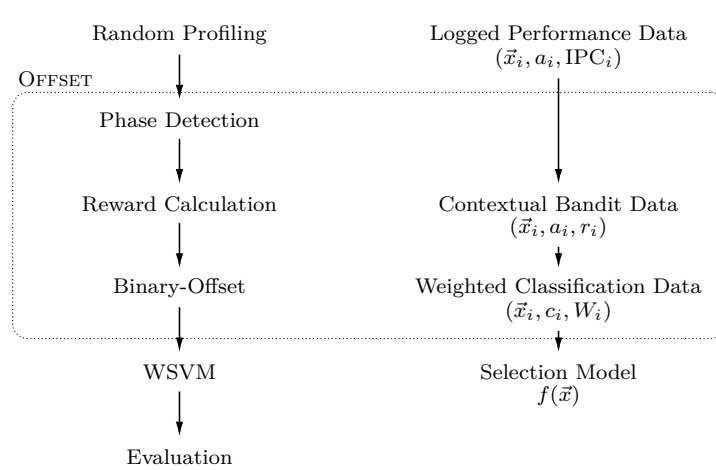 Random Profiling
Logged Performance Data
(x⃗ᵢ, aᵢ, IPCᵢ)
OFFSET
Phase Detection
Reward Calculation
Contextual Bandit Data
(x⃗ᵢ, aᵢ, rᵢ)
Binary-Offset
Weighted Classification Data
(x⃗ᵢ, cᵢ, Wᵢ)
WSVM
Selection Model
f(x⃗)
Evaluation